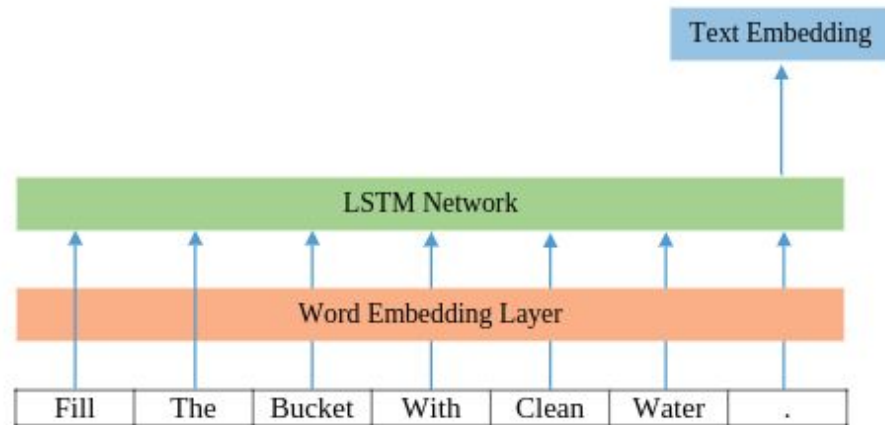 Text Embedding
LSTM Network
Word Embedding Layer
Fill The Bucket With Clean Water .